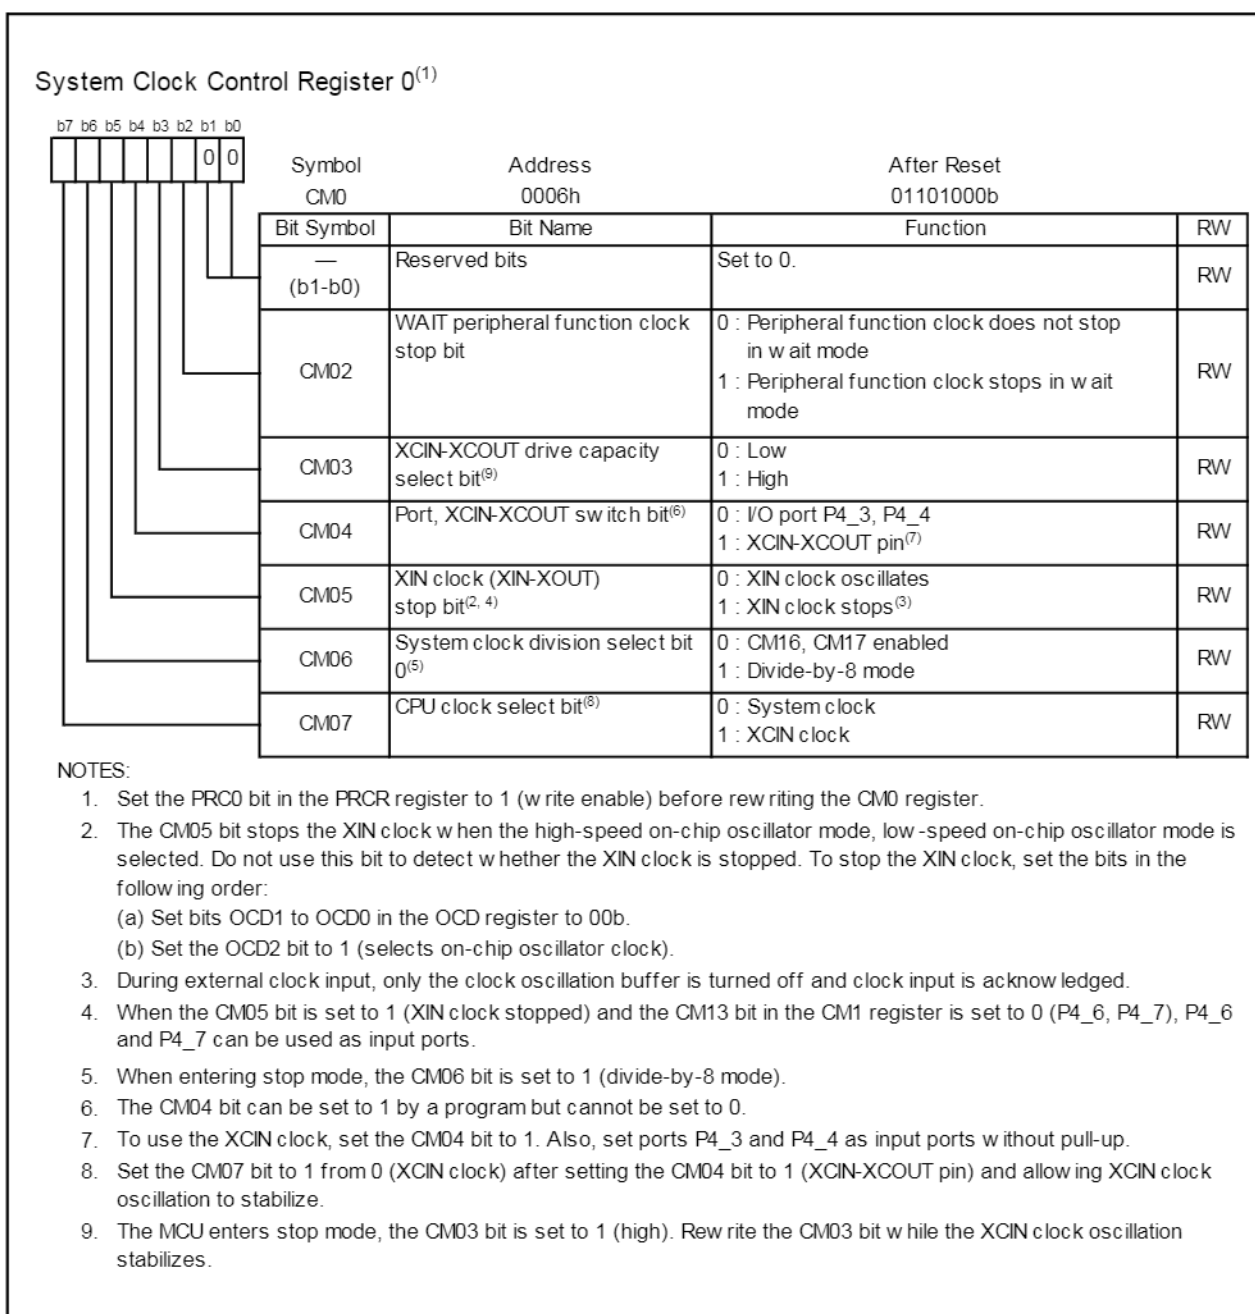 System Clock Control Register 0(1)
b7 b6 b5 b4 b3 b2 b1 b0
0 0
Symbol Address After Reset
CM0 0006h 01101000b
Bit Symbol Bit Name Function RW
— (b1-b0) Reserved bits Set to 0. RW
CM02 WAIT peripheral function clock stop bit
0 : Peripheral function clock does not stop
in wait mode
1 : Peripheral function clock stops in wait
mode
RW
CM03 XCIN-XCOUT drive capacity select bit(9)
0 : Low
1 : High
RW
CM04 Port, XCIN-XCOUT switch bit(6)
0 : I/O port P4_3, P4_4
1 : XCIN-XCOUT pin(7)
RW
CM05 XIN clock (XIN-XOUT) stop bit(2, 4)
0 : XIN clock oscillates
1 : XIN clock stops(3)
RW
CM06 System clock division select bit 0(5)
0 : CM16, CM17 enabled
1 : Divide-by-8 mode
RW
CM07 CPU clock select bit(8)
0 : System clock
1 : XCIN clock
RW
NOTES:
1. Set the PRC0 bit in the PRCR register to 1 (write enable) before rewriting the CM0 register.
2. The CM05 bit stops the XIN clock when the high-speed on-chip oscillator mode, low-speed on-chip oscillator mode is
selected. Do not use this bit to detect whether the XIN clock is stopped. To stop the XIN clock, set the bits in the
following order:
(a) Set bits OCD1 to OCD0 in the OCD register to 00b.
(b) Set the OCD2 bit to 1 (selects on-chip oscillator clock).
3. During external clock input, only the clock oscillation buffer is turned off and clock input is acknowledged.
4. When the CM05 bit is set to 1 (XIN clock stopped) and the CM13 bit in the CM1 register is set to 0 (P4_6, P4_7), P4_6
and P4_7 can be used as input ports.
5. When entering stop mode, the CM06 bit is set to 1 (divide-by-8 mode).
6. The CM04 bit can be set to 1 by a program but cannot be set to 0.
7. To use the XCIN clock, set the CM04 bit to 1. Also, set ports P4_3 and P4_4 as input ports without pull-up.
8. Set the CM07 bit to 1 from 0 (XCIN clock) after setting the CM04 bit to 1 (XCIN-XCOUT pin) and allowing XCIN clock
oscillation to stabilize.
9. The MCU enters stop mode, the CM03 bit is set to 1 (high). Rewrite the CM03 bit while the XCIN clock oscillation
stabilizes.